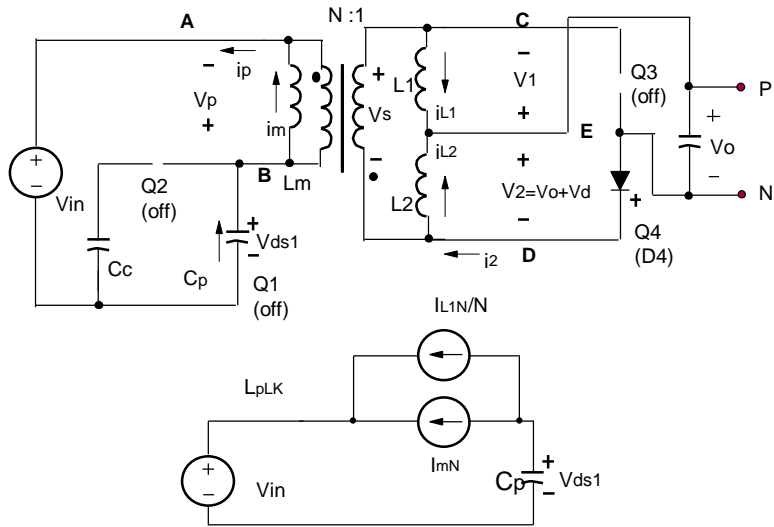 A
N :1
C
ip
Vp
im
Vs
L1
iL1
V1
Q3
(off)
P
E
Vo
iL2
Vin
B
Lm
Q2
(off)
L2
V2=Vo+Vd
N
Cc
Cp
Vds1
Q1
(off)
i2
D
Q4
(D4)
IL1N/N
LpLK
ImN
Vin
Cp
Vds1